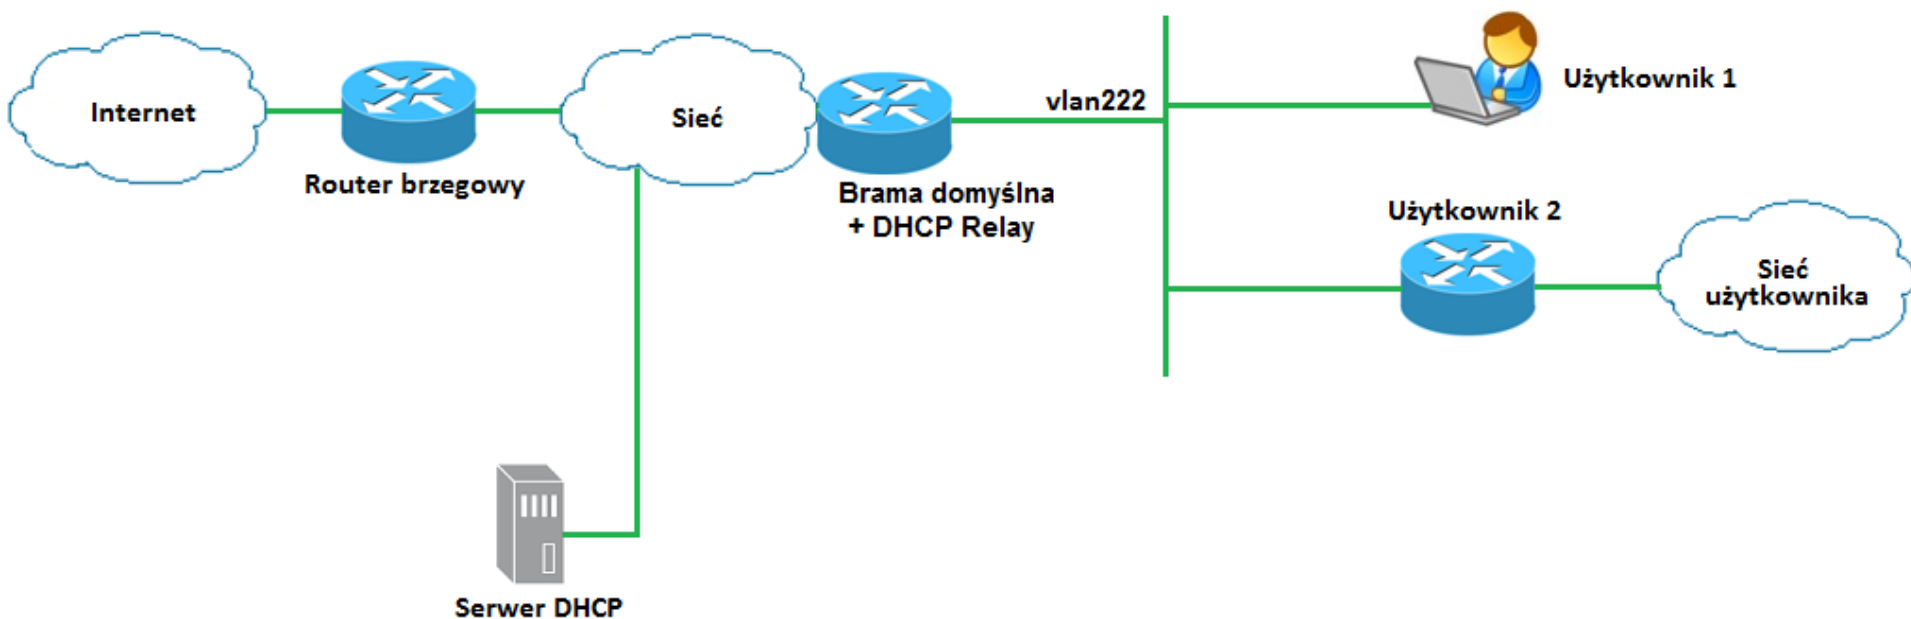 Internet
Router brzegowy
Sieć
Brama domyślna
+ DHCP Relay
vlan222
Użytkownik 1
Użytkownik 2
Sieć
użytkownika
Serwer DHCP